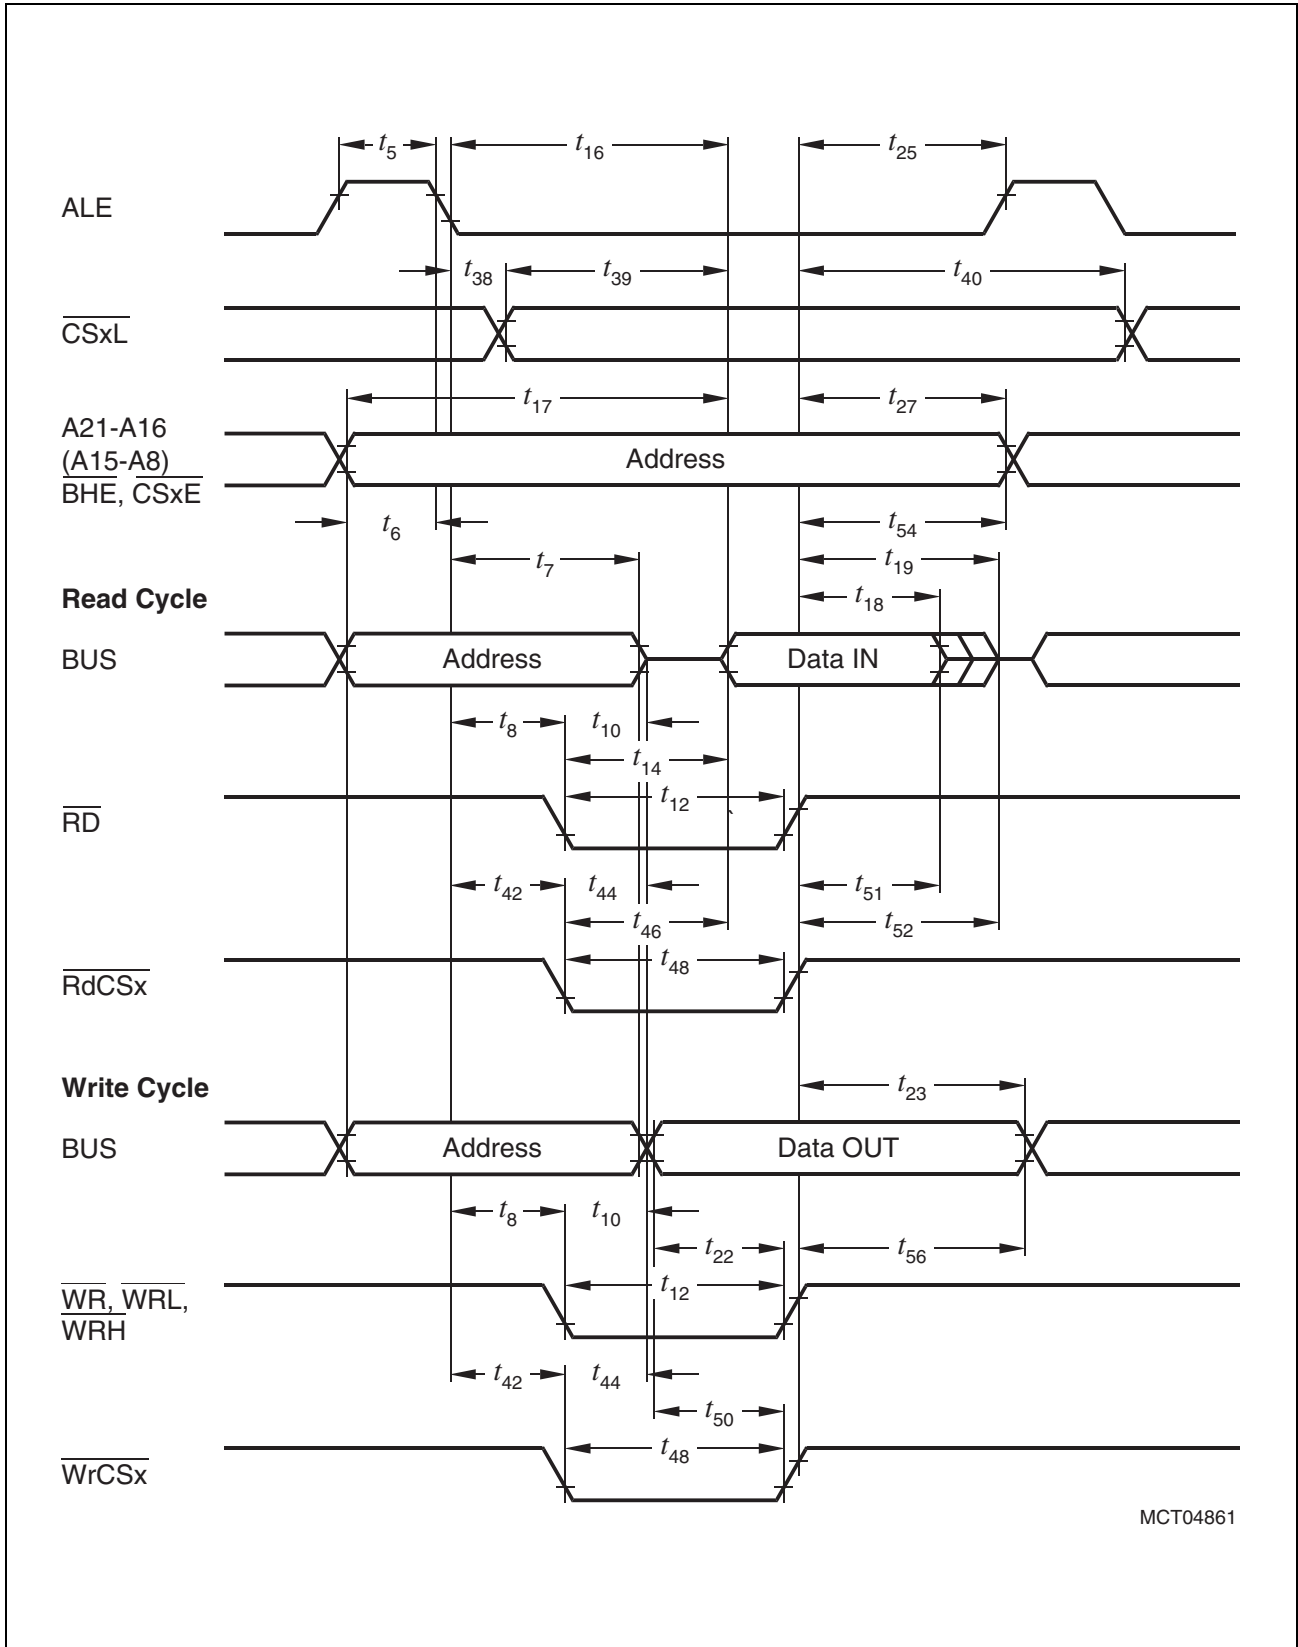 t5
t16
t25
ALE
t38
t39
t40
CSxL
t17
t27
A21-A16
(A15-A8)
BHE, CSxE
Address
t6
t54
t7
t19
Read Cycle
t18
BUS
Address
Data IN
t8
t10
t14
t12
RD
t42
t44
t51
t46
t52
t48
RdCSx
Write Cycle
t23
BUS
Address
Data OUT
t8
t10
t22
t56
t12
WR, WRL,
WRH
t42
t44
t50
t48
WrCSx
MCT04861